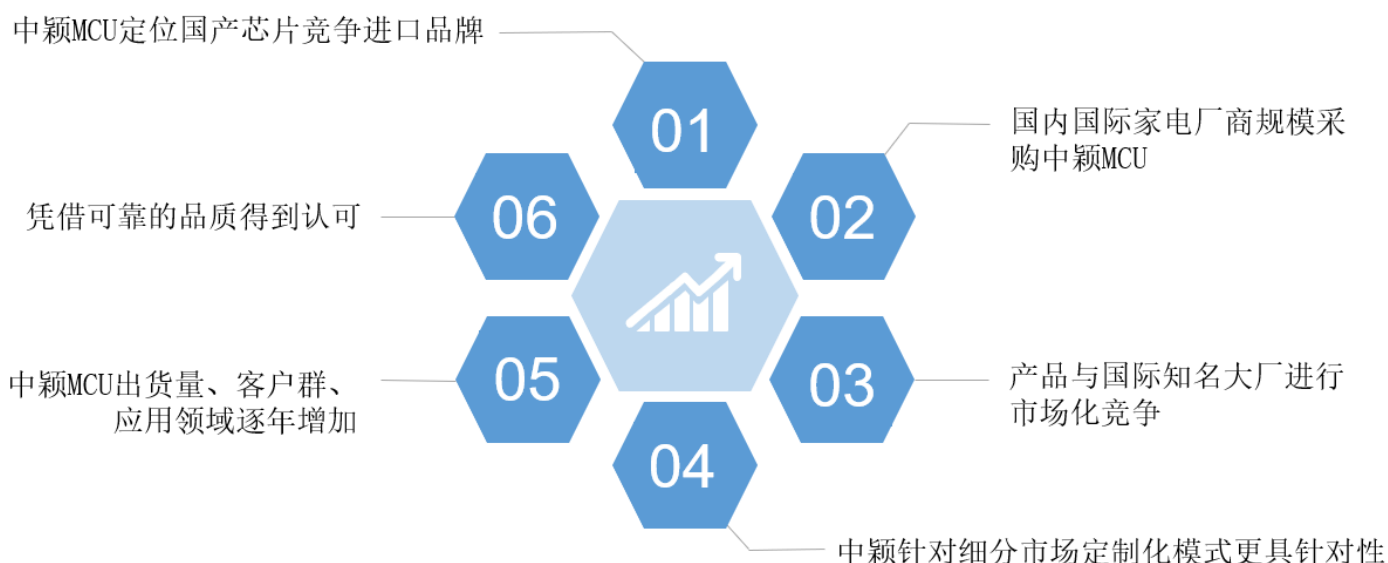 中颖MCU定位国产芯片竞争进口品牌
01
国内国际家电厂商规模采
购中颖MCU
02
产品与国际知名大厂进行
市场化竞争
03
04
中颖针对细分市场定制化模式更具针对性
05
中颖MCU出货量、客户群、
应用领域逐年增加
06
凭借可靠的品质得到认可